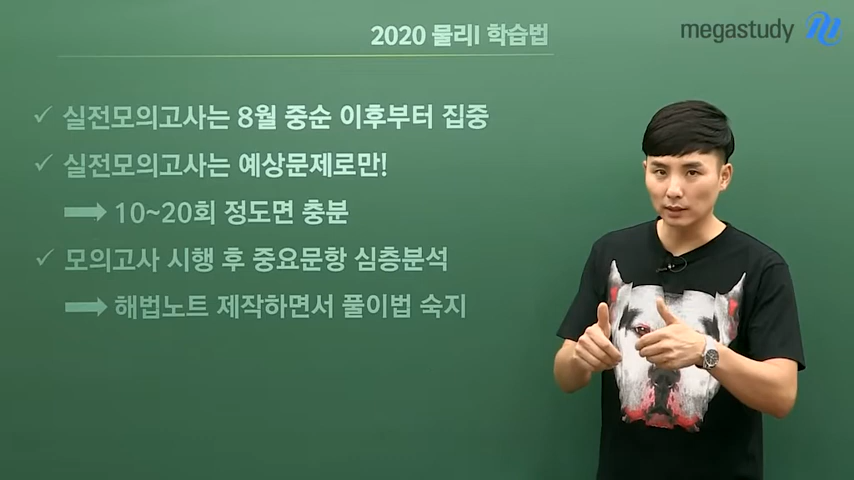 2020 물리I 학습법
megastudy
✓ 실전모의고사는 8월 중순 이후부터 집중
✓ 실전모의고사는 예상문제로만!
➡ 10~20회 정도면 충분
✓ 모의고사 시행 후 중요문항 심층분석
➡ 해법노트 제작하면서 풀이법 숙지